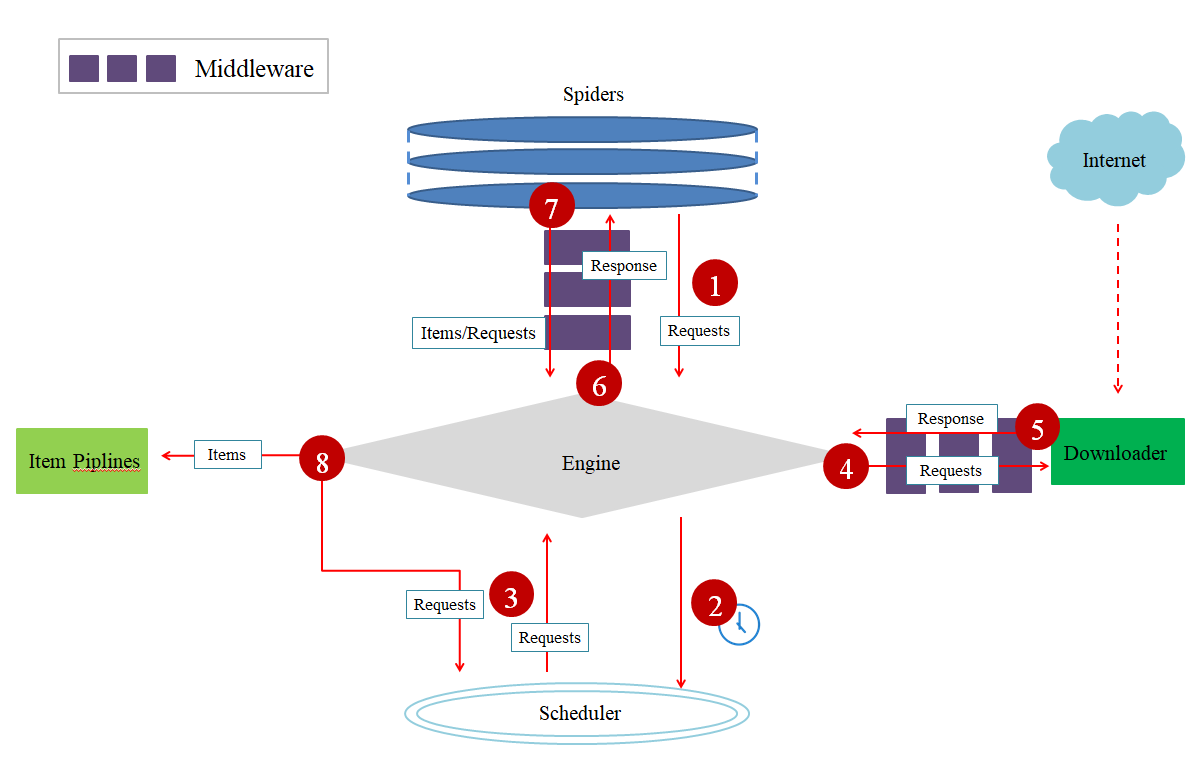 Middleware
Spiders
Internet
7
Response
1
Items/Requests
Requests
6
Response
5
Item Piplines
Items
8
Engine
4
Requests
Downloader
Requests
3
Requests
2
Scheduler